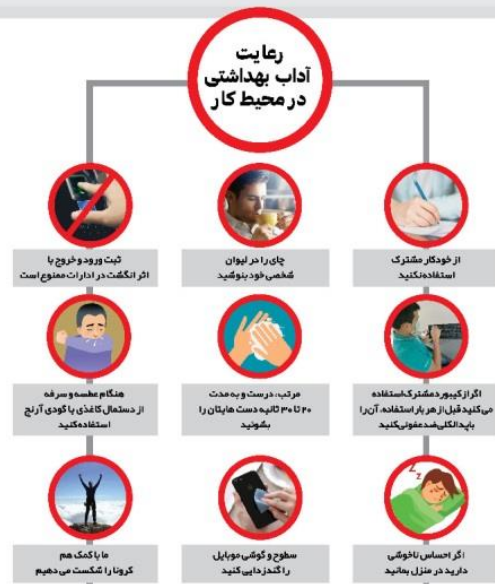 رعایت
آداب بهداشتی
در محیط کار
از خودکار مشترک
استفاده نکنید
چای را در لیوان
شخصی خود بنوشید
ثبت ورود و خروج با
اثر انگشت در ادارات ممنوع است
اگر از کیبورد مشترک استفاده
می کنید قبل از هر بار استفاده، آن را
با پد الکلی ضد عفونی کنید
مرتب، درست و به مدت
۲۰ تا ۳۰ ثانیه دست هایتان را
بشوئید
هنگام عطسه و سرفه
از دستمال کاغذی یا گودی آرنج
استفاده کنید
اگر احساس ناخوشی
دارید در منزل بمانید
سطوح و گوشی موبایل
را گندزدایی کنید
ما با کمک هم
کرونا را شکست می دهیم